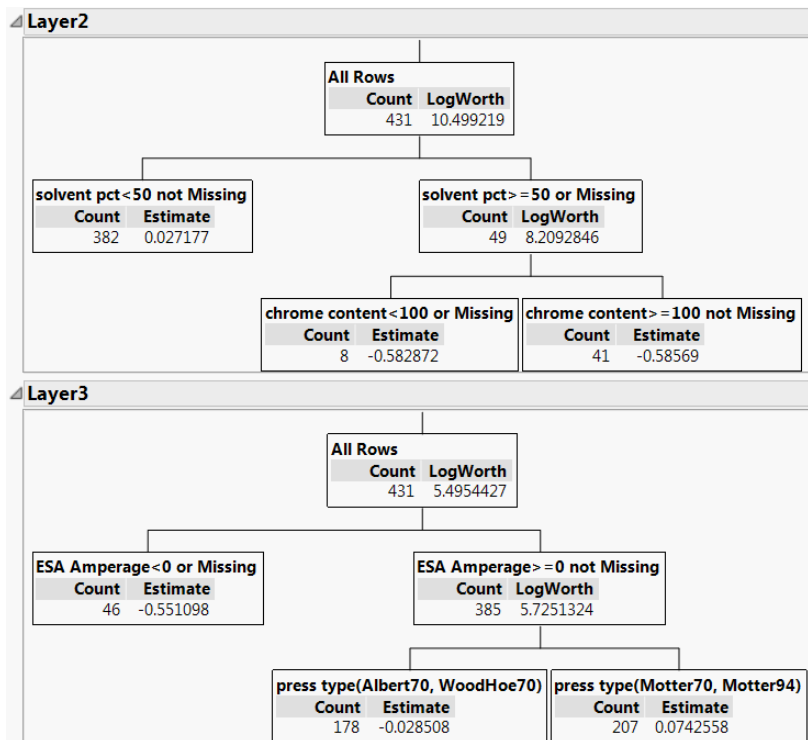 Layer2
All Rows
Count LogWorth
431 10.499219
solvent pct<50 not Missing
Count Estimate
382 0.027177
solvent pct>=50 or Missing
Count LogWorth
49 8.2092846
chrome content<100 or Missing
Count Estimate
8 -0.582872
chrome content>=100 not Missing
Count Estimate
41 -0.58569
Layer3
All Rows
Count LogWorth
431 5.4954427
ESA Amperage<0 or Missing
Count Estimate
46 -0.551098
ESA Amperage>=0 not Missing
Count LogWorth
385 5.7251324
press type(Albert70, WoodHoe70)
Count Estimate
178 -0.028508
press type(Motter70, Motter94)
Count Estimate
207 0.0742558